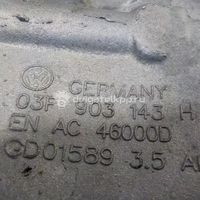 GERMANY
03F 903 143 H
EN AC 46000D
GD01589 3.5